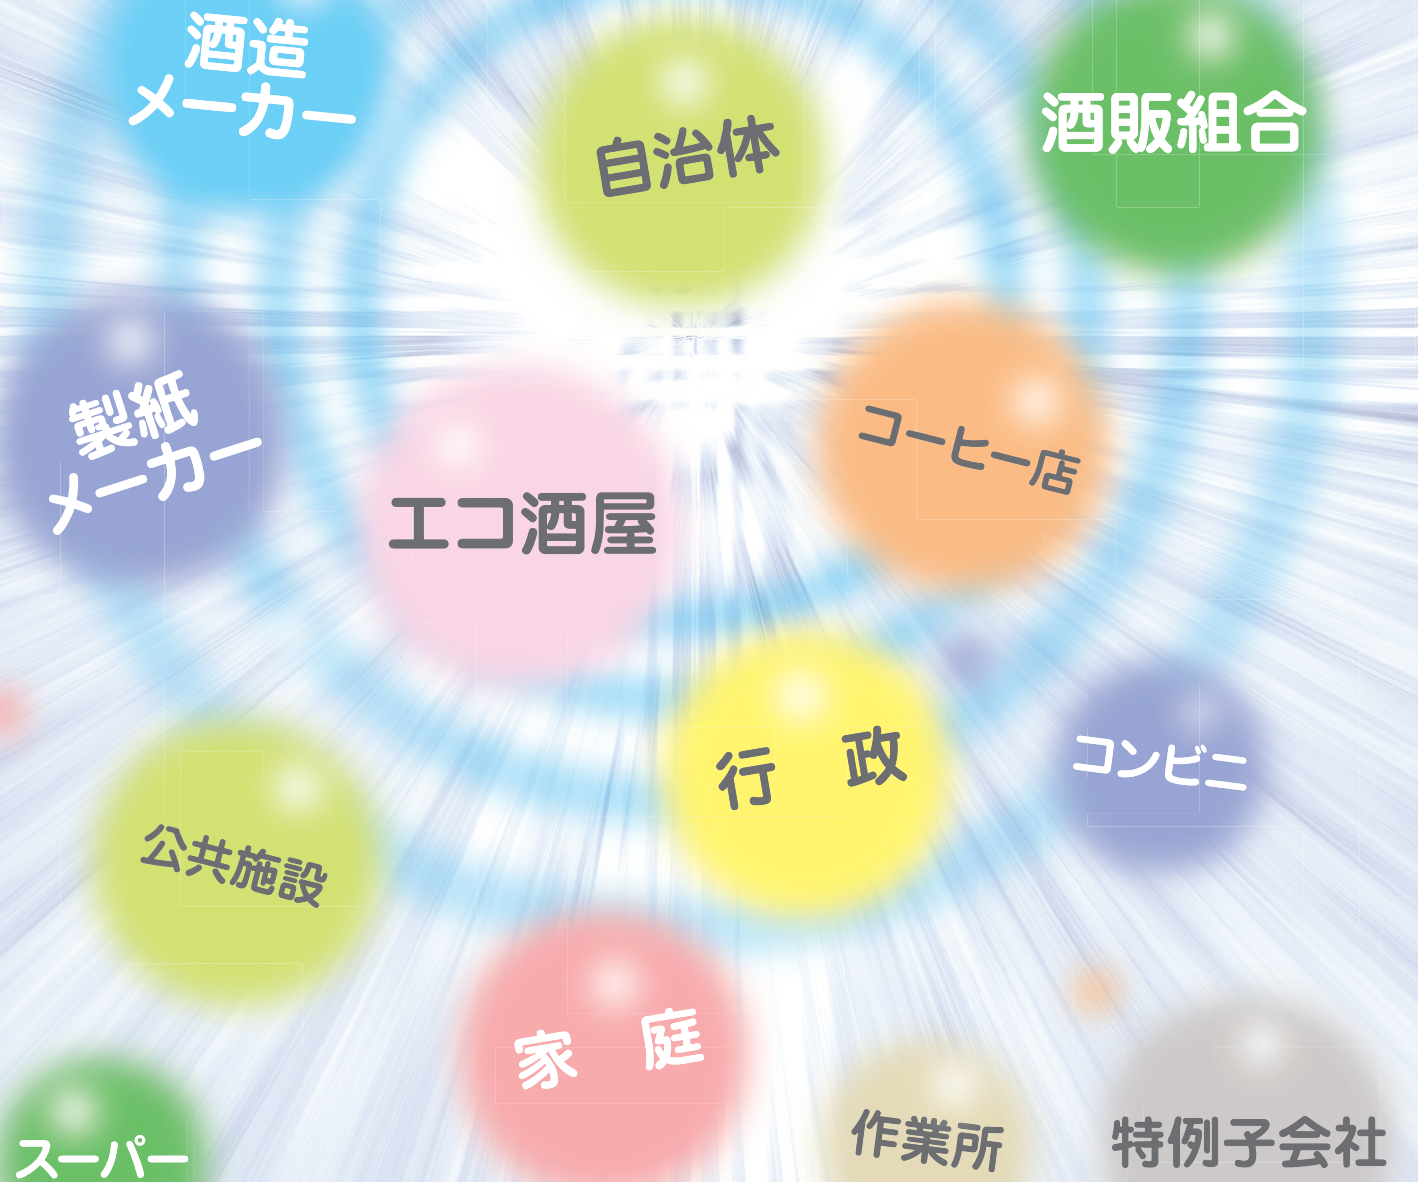 酒造
メーカー
自治体
酒販組合
製紙
メーカー
エコ酒屋
コーヒー店
行　政
コンビニ
公共施設
家　庭
作業所
特例子会社
スーパー